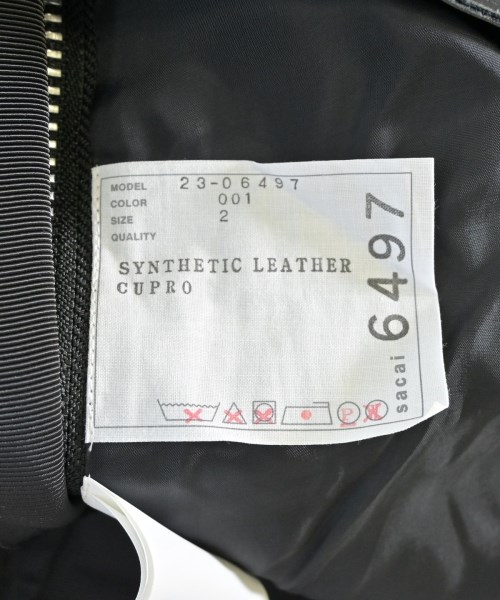 MODEL 23-06497
COLOR 001
SIZE 2
QUALITY
SYNTHETIC LEATHER
CUPRO
P
W
sacai 6497